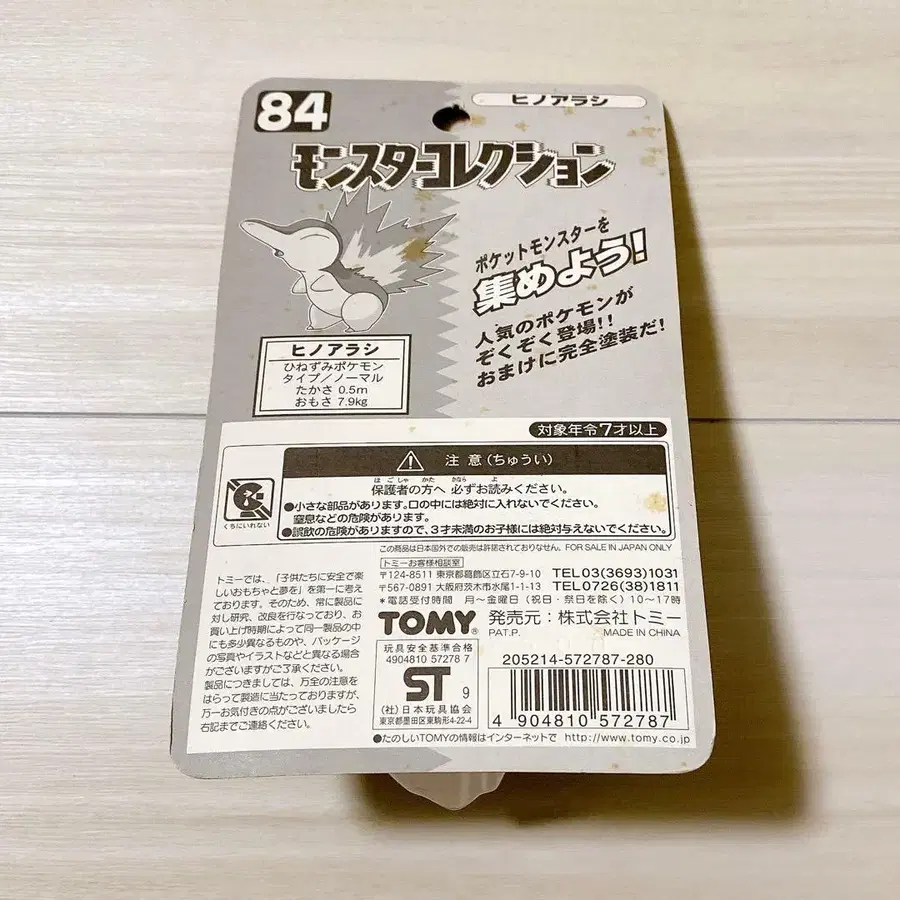 84
ヒノアラシ
モンスターコレクション
ポケットモンスターを
集めよう!
人気のポケモンが
ぞくぞく登場!!
おまけに完全塗装だ!
ヒノアラシ
ひねずみポケモン
タイプ/ノーマル
たかさ 0.5m
おもさ 7.9kg
対象年令7才以上
注 意(ちゅうい)
ほごしゃ かた かなら よ
保護者の方へ 必ずお読みください。
●小さな部品があります。口の中には絶対に入れないでください。
窒息などの危険があります。
●誤飲の危険がありますので、3才未満のお子様には絶対与えないでください。
くちにいれない
この商品は日本国外での販売は許諾されておりません。FOR SALE IN JAPAN ONLY
トミーでは、「子供たちに安全で楽
しいおもちゃと夢を」を第一に考え
ております。そのため、常に製品に
対し研究、改良を行なっており、お
買い上げ時期によって同一製品の中
にも多少異なるものや、パッケージ
の写真やイラストなどと異なる場合
がございますがご了承ください。
製品につきましては、万全の注意を
はらって製造に当たっておりますが、
万一お気付きの点がございましたら
右記までご連絡ください。
トミーお客様相談室
〒124-8511 東京都葛飾区立石7-9-10 TEL03(3693)1031
〒567-0891 大阪府茨木市水尾1-1-13 TEL0726(38)1811
*電話受付時間 月〜金曜日(祝日・祭日を除く)10〜17時
TOMY® 発売元:株式会社トミー
PAT.P. MADE IN CHINA
玩具安全基準合格
4904810 57278 7
ST 9
(社)日本玩具協会
東京都墨田区東駒形4-22-4
205214-572787-280
4 904810 572787
●たのしいTOMYの情報はインターネットで http://www.tomy.co.jp